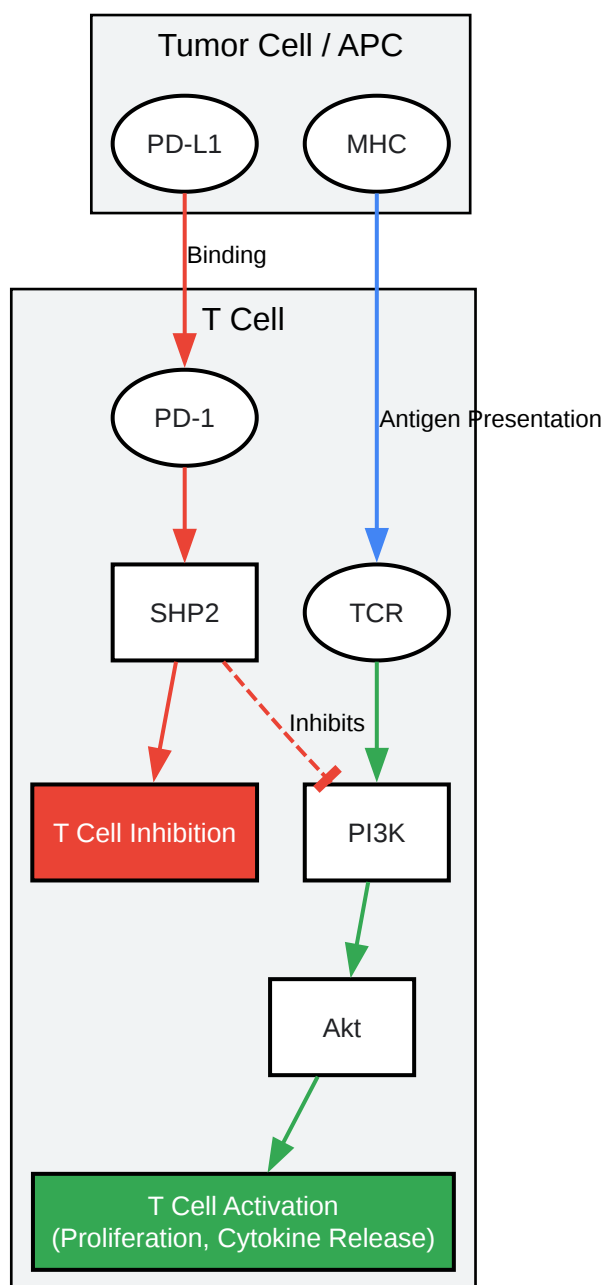 Tumor Cell / APC
PD-L1
MHC
Binding
T Cell
PD-1
Antigen Presentation
SHP2
TCR
Inhibits
T Cell Inhibition
PI3K
Akt
T Cell Activation
(Proliferation, Cytokine Release)